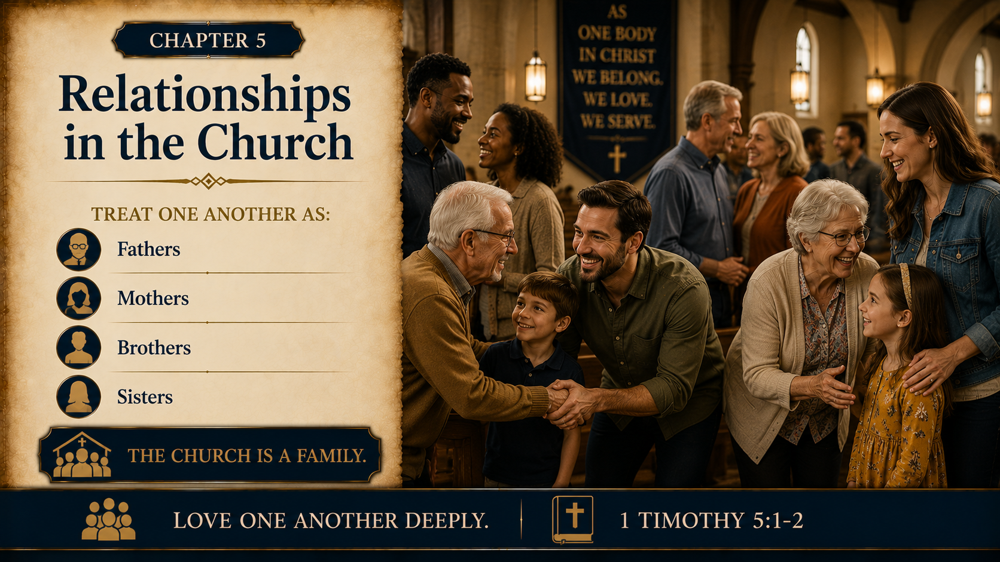 CHAPTER 5
Relationships
in the Church
TREAT ONE ANOTHER AS:
Fathers
Mothers
Brothers
Sisters
THE CHURCH IS A FAMILY.
AS
ONE BODY
IN CHRIST
WE BELONG.
WE LOVE.
WE SERVE.
LOVE ONE ANOTHER DEEPLY.
1 TIMOTHY 5:1-2